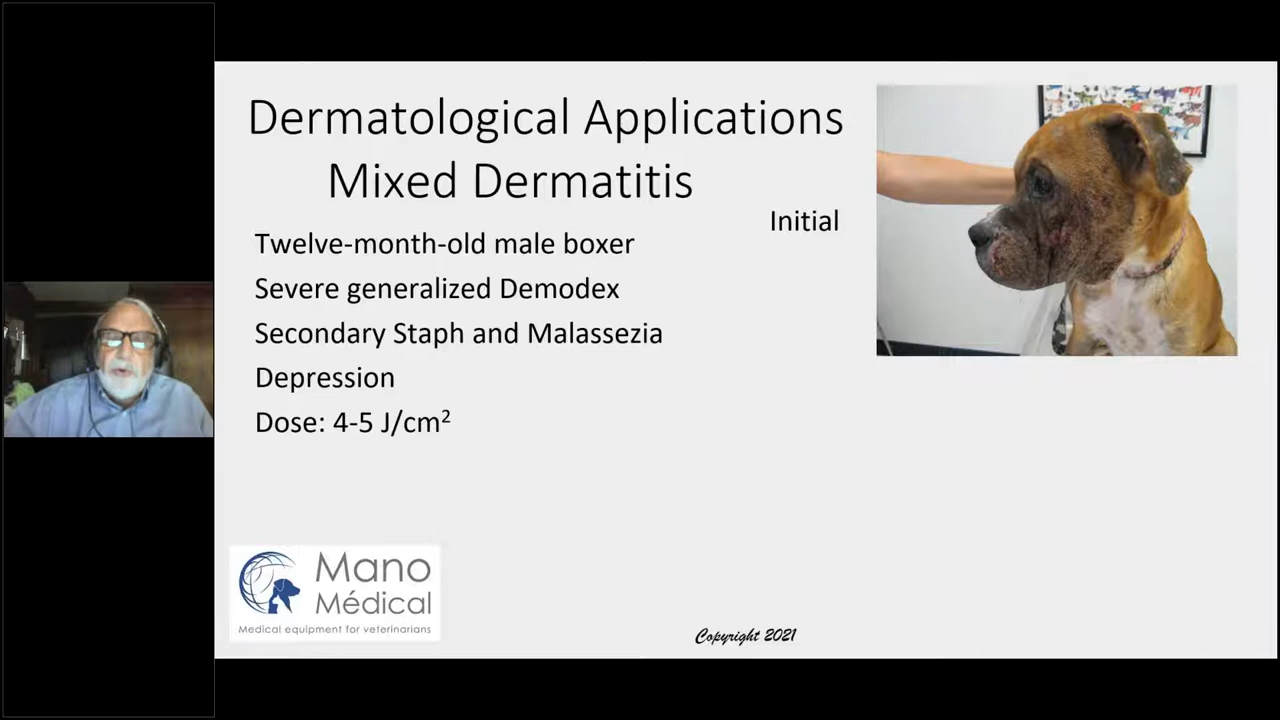 Dermatological Applications
Mixed Dermatitis
Initial
Twelve-month-old male boxer
Severe generalized Demodex
Secondary Staph and Malassezia
Depression
Dose: 4-5 J/cm²
Mano
Médical
Medical equipment for veterinarians
Copyright 2021